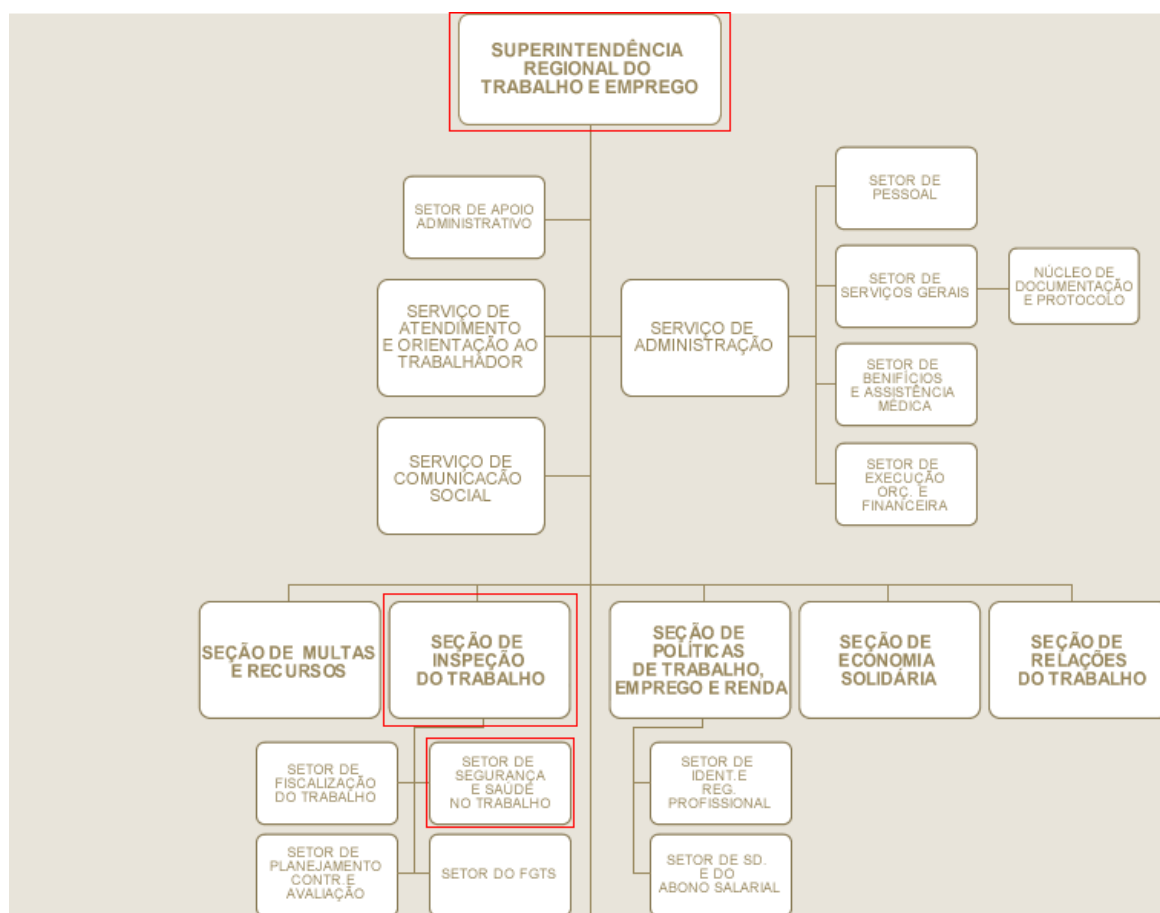 SUPERINTENDÊNCIA
REGIONAL DO
TRABALHO E EMPREGO
SETOR DE APOIO
ADMINISTRATIVO
SERVIÇO DE
ATENDIMENTO
E ORIENTAÇÃO AO
TRABALHADOR
SERVIÇO DE
COMUNICACÃO
SOCIAL
SERVIÇO DE
ADMINISTRAÇÃO
SETOR DE
PESSOAL
SETOR DE
SERVIÇOS GERAIS
NÚCLEO DE
DOCUMENTAÇÃO
E PROTOCOLO
SETOR DE
BENIFÍCIOS
E ASSISTÊNCIA
MÉDICA
SETOR DE
EXECUÇÃO
ORÇ. E
FINANCEIRA
SEÇÃO DE MULTAS
E RECURSOS
SEÇÃO DE
INSPEÇÃO
DO TRABALHO
SEÇÃO DE
POLÍTICAS
DE TRABALHO,
EMPREGO E RENDA
SEÇÃO DE
ECONOMIA
SOLIDÁRIA
SEÇÃO DE
RELAÇÕES
DO TRABALHO
SETOR DE
FISCALIZAÇÃO
DO TRABALHO
SETOR DE
SEGURANÇA
E SAÚDE
NO TRABALHO
SETOR DE
IDENT.E
REG.
PROFISSIONAL
SETOR DE
PLANEJAMENTO
CONTR.E
AVALIAÇÃO
SETOR DO FGTS
SETOR DE SD.
E DO
ABONO SALARIAL